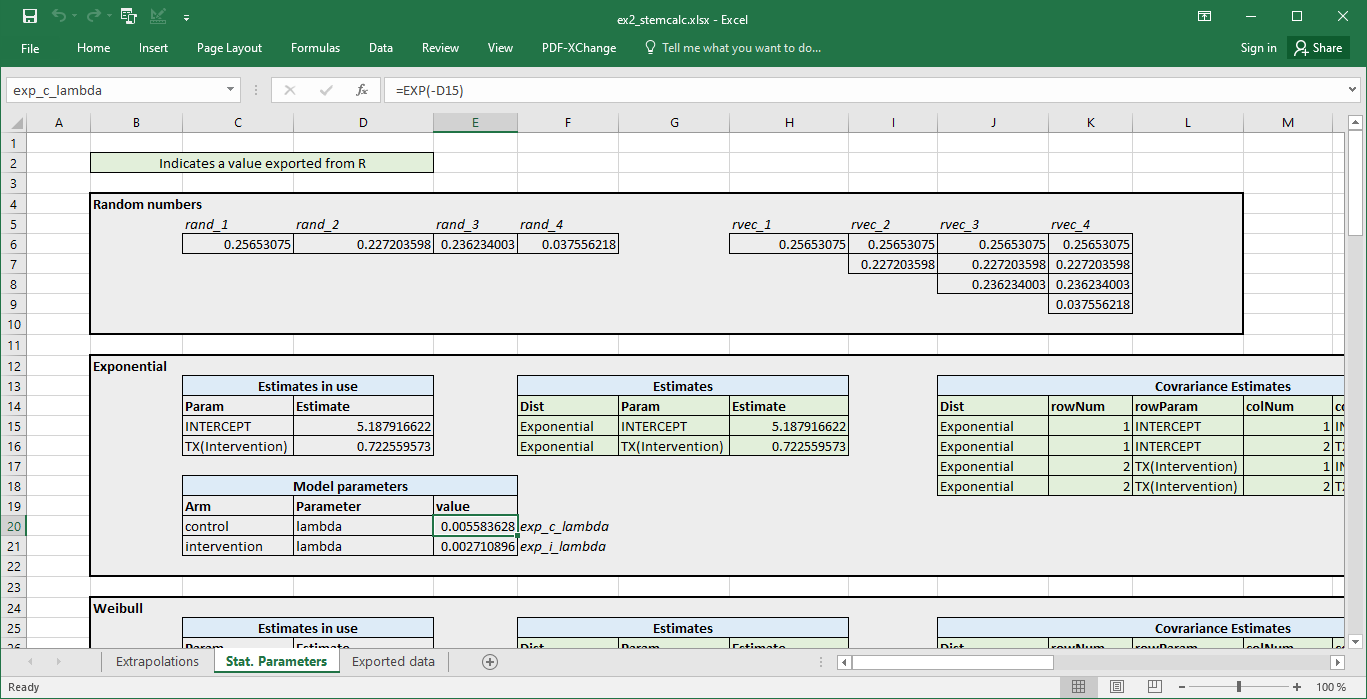 ex2_stemcalc.xlsx - Excel
File Home Insert Page Layout Formulas Data Review View PDF-XChange Tell me what you want to do... Sign in Share
exp_c_lambda fx =EXP(-D15)
A B C D E F G H I J K L M
1
2 Indicates a value exported from R
3
4 Random numbers
5 rand_1 rand_2 rand_3 rand_4 rvec_1 rvec_2 rvec_3 rvec_4
6 0.25653075 0.227203598 0.236234003 0.037556218 0.25653075 0.25653075 0.25653075 0.25653075
7 0.227203598 0.227203598 0.227203598
8 0.236234003 0.236234003
9 0.037556218
10
11
12 Exponential
13 Estimates in use Estimates Covrariance Estimates
14 Param Estimate Dist Param Estimate Dist rowNum rowParam colNum
15 INTERCEPT 5.187916622 Exponential INTERCEPT 5.187916622 Exponential 1 INTERCEPT 1
16 TX(Intervention) 0.722559573 Exponential TX(Intervention) 0.722559573 Exponential 1 INTERCEPT 2
17 Exponential 2 TX(Intervention) 1
18 Model parameters Exponential 2 TX(Intervention) 2
19 Arm Parameter value
20 control lambda 0.005583628 exp_c_lambda
21 intervention lambda 0.002710896 exp_i_lambda
22
23
24 Weibull
25 Estimates in use Estimates Covrariance Estimates
26 Param Estimate Dist Param Estimate Dist rowNum rowParam colNum
Extrapolations Stat. Parameters Exported data
Ready 100 %